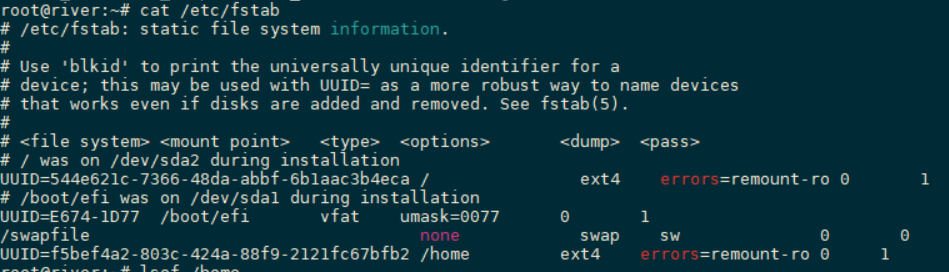 root@river:~# cat /etc/fstab
# /etc/fstab: static file system information.
#
# Use 'blkid' to print the universally unique identifier for a
# device; this may be used with UUID= as a more robust way to name devices
# that works even if disks are added and removed. See fstab(5).
#
# <file system> <mount point>   <type>  <options>       <dump>  <pass>
# / was on /dev/sda2 during installation
UUID=544e621c-7366-48da-abbf-6b1aac3b4eca /               ext4    errors=remount-ro 0       1
# /boot/efi was on /dev/sda1 during installation
UUID=E674-1D77  /boot/efi       vfat    umask=0077      0       1
/swapfile                                 none            swap    sw              0       0
UUID=f5bef4a2-803c-424a-88f9-2121fc67bfb2 /home         ext4    errors=remount-ro 0     1
root@river:~# lsof /home